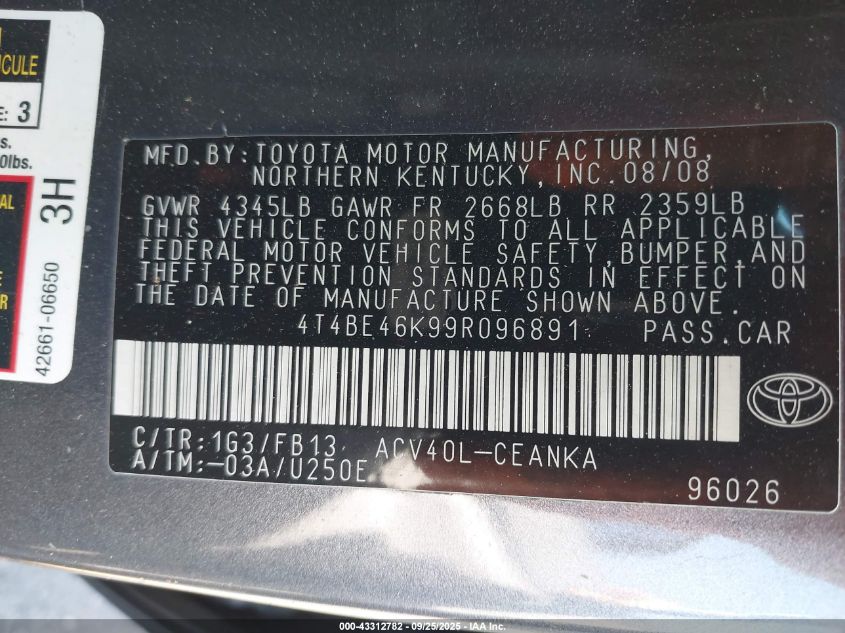 ICULE
E: 3
s.
0lbs.
AL
E
R
42661-06650 3H
MFD.BY:TOYOTA MOTOR MANUFACTURING,
NORTHERN KENTUCKY,INC.08/08
GVWR 4345LB GAWR FR 2668LB RR 2359LB
THIS VEHICLE CONFORMS TO ALL APPLICABLE
FEDERAL MOTOR VEHICLE SAFETY,BUMPER,AND
THEFT PREVENTION STANDARDS IN EFFECT ON
THE DATE OF MANUFACTURE SHOWN ABOVE.
4T4BE46K99R096891 PASS.CAR
C/TR:1G3/FB13 ACV40L-CEANKA
A/TM:-03A/U250E
96026
000-43312782 - 09/25/2025 - IAA Inc.